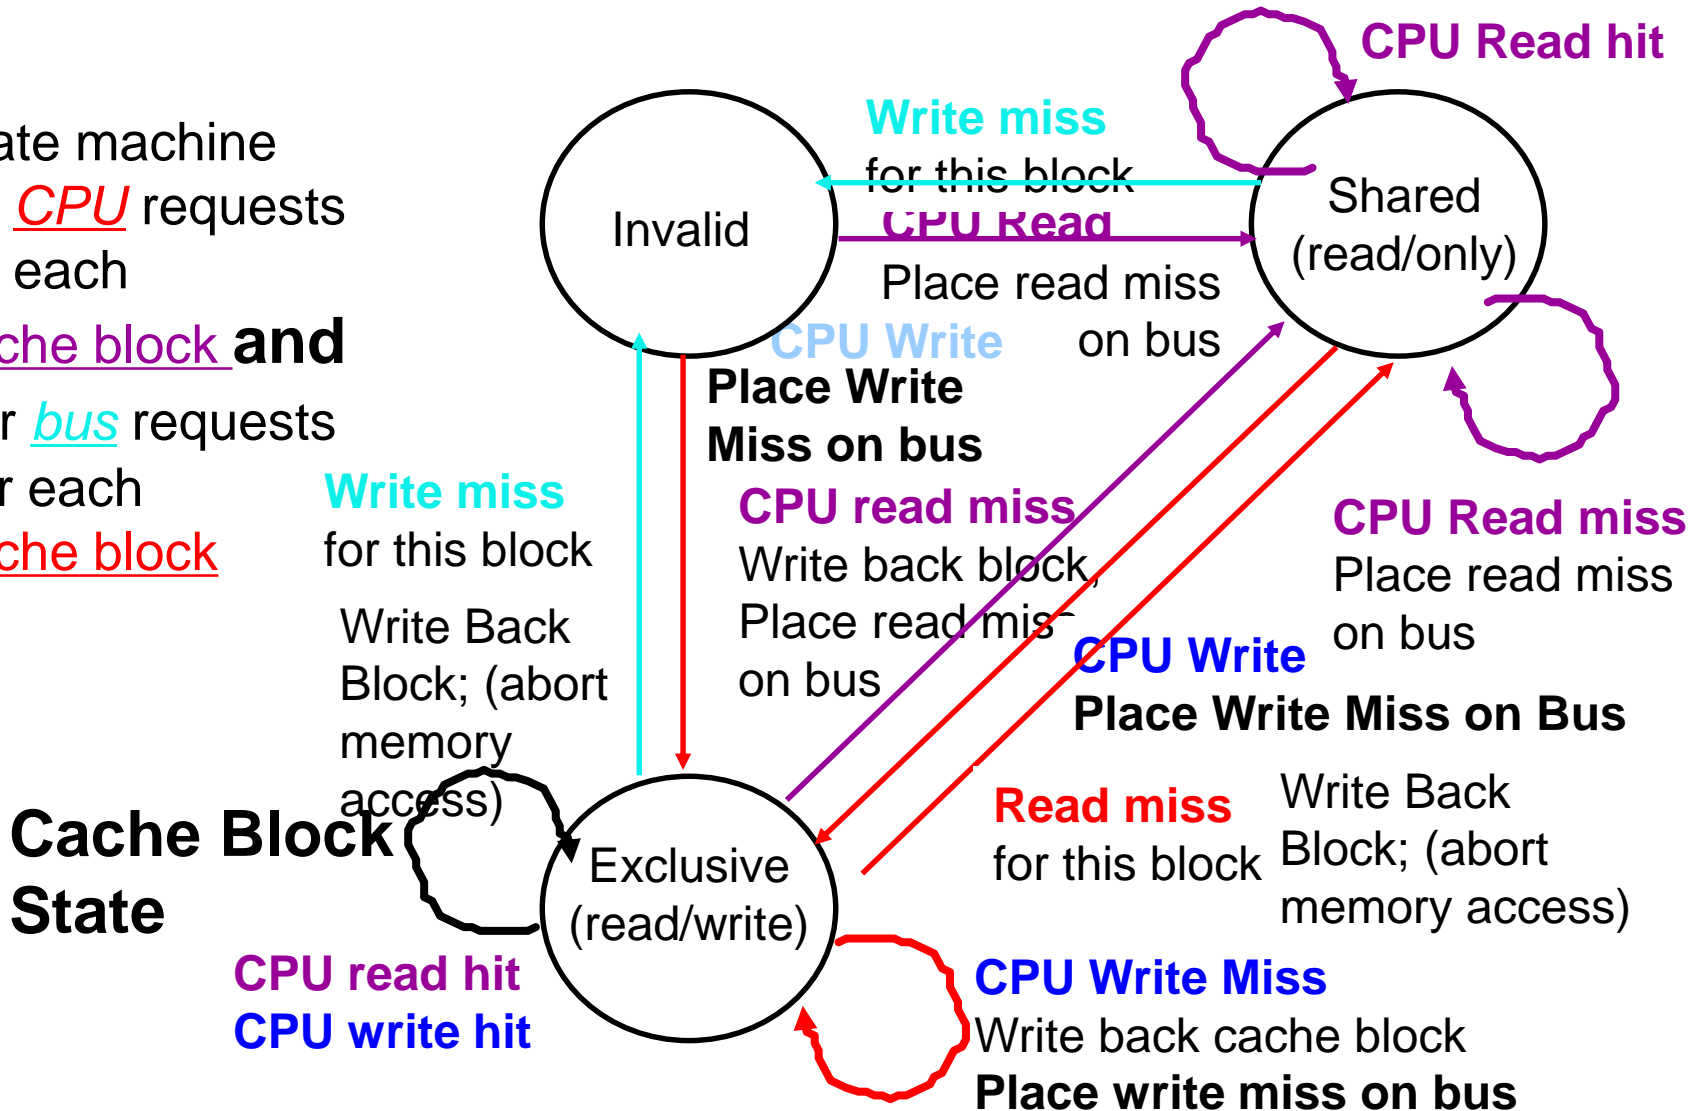 ate machine
CPU requests
each
che block and
r bus requests
r each
che block
Cache Block
State
Invalid
Write miss
for this block
CPU Read
Place read miss
on bus
CPU Read hit
Shared
(read/only)
CPU Write
Place Write
Miss on bus
Write miss
for this block
Write Back
Block; (abort
memory
access)
CPU read miss
Write back block,
Place read mis
on bus
CPU Read miss
Place read miss
on bus
CPU Write
Place Write Miss on Bus
Read miss
for this block
Write Back
Block; (abort
memory access)
Exclusive
(read/write)
CPU read hit
CPU write hit
CPU Write Miss
Write back cache block
Place write miss on bus